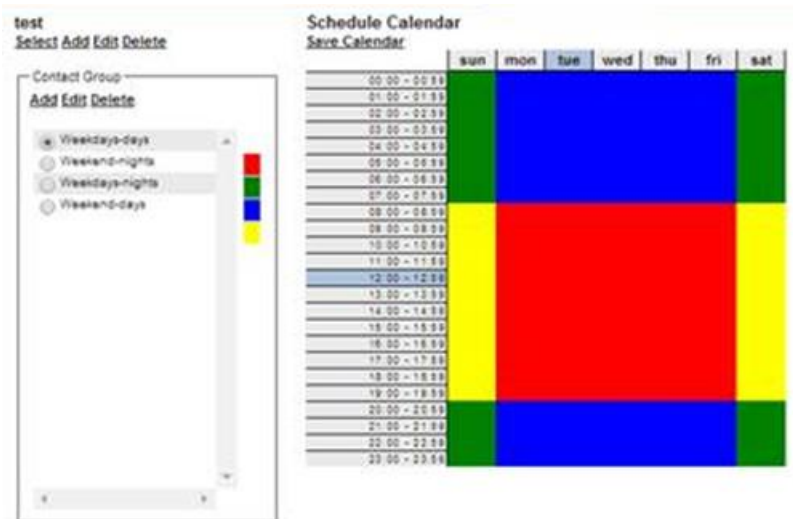 test
Select Add Edit Delete
Contact Group
Add Edit Delete
Weekdays-days
Weekend-nights
Weekdays-nights
Weekend-days
Schedule Calendar
Save Calendar
sun mon tue wed thu fri sat
00:00 - 00:59
01:00 - 01:59
02:00 - 02:59
03:00 - 03:59
04:00 - 04:59
05:00 - 05:59
06:00 - 06:59
07:00 - 07:59
08:00 - 08:59
09:00 - 09:59
10:00 - 10:59
11:00 - 11:59
12:00 - 12:59
13:00 - 13:59
14:00 - 14:59
15:00 - 15:59
16:00 - 16:59
17:00 - 17:59
18:00 - 18:59
19:00 - 19:59
20:00 - 20:59
21:00 - 21:59
22:00 - 22:59
23:00 - 23:59